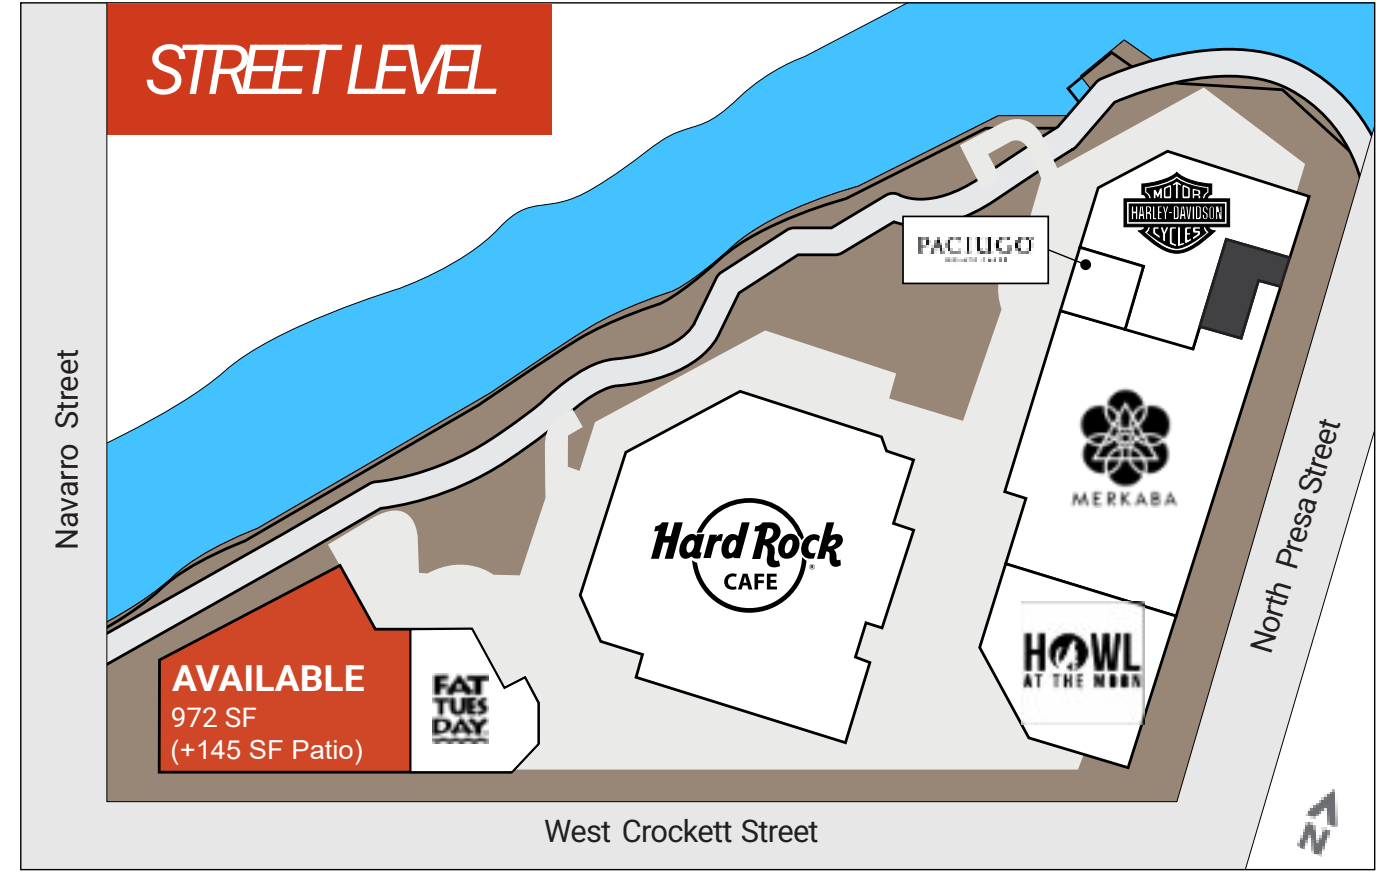 STREET LEVEL
MOTOR
HARLEY-DAVIDSON
CYCLES
PACIUGO
Navarro Street
MERKABA
North Presa Street
Hard Rock
CAFE
®
HOWL
AT THE MOON
AVAILABLE
972 SF
(+145 SF Patio)
FAT
TUES
DAY
West Crockett Street
N